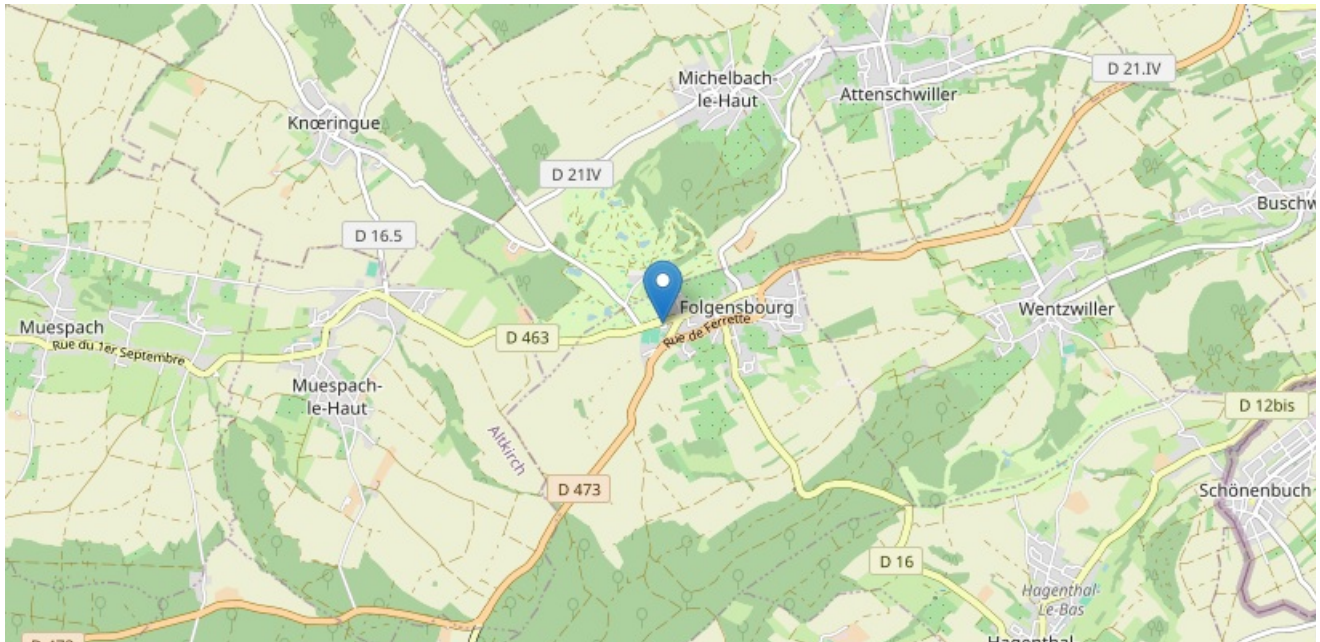 Michelbach-
le-Haut
Attenschwiller
D 21.IV
Knœringue
D 21IV
Buschw
D 16.5
Muespach
Rue du 1er Septembre
D 463
Folgensbourg
Rue de Ferrette
Wentzwiller
Muespach-
le-Haut
D 12bis
Altkirch
D 473
Schönenbuch
D 16
Hagenthal-
Le-Bas
Hagenthal